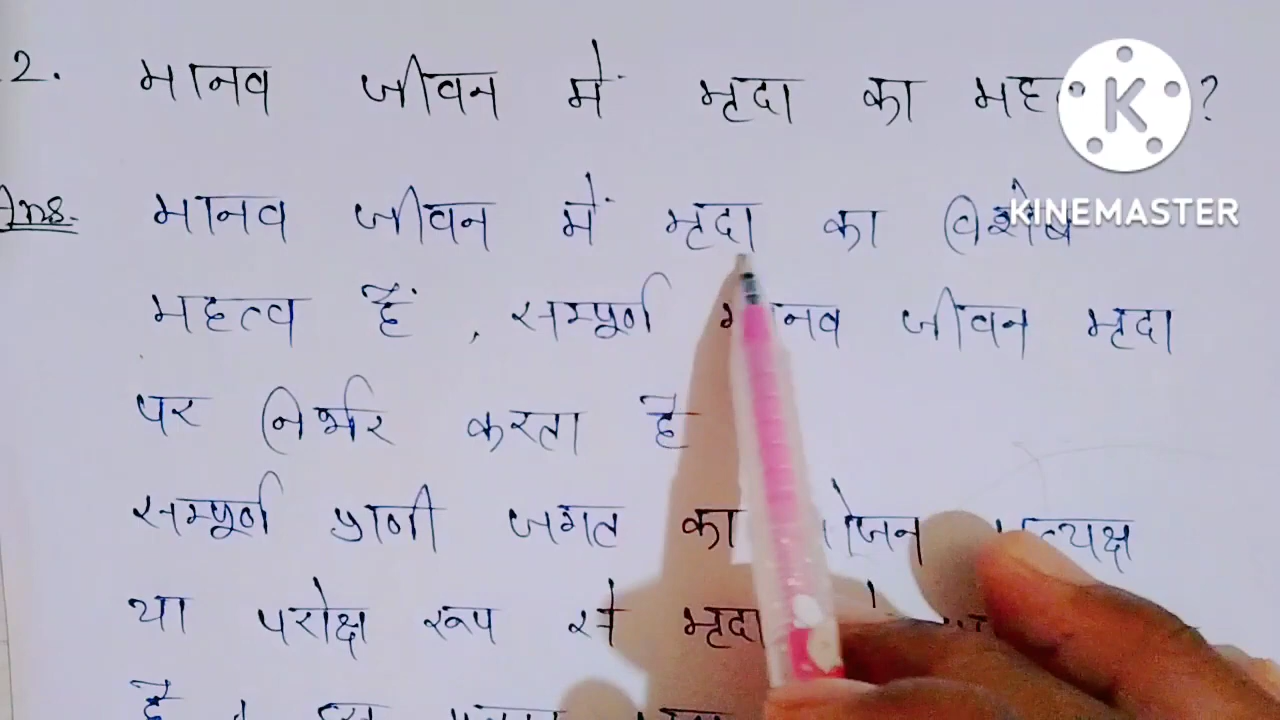 2. मानव जीवन में मृदा का ?
Ans. मानव जीवन में मृदा का विशेष
KINEMASTER
महत्व हैं , सम्पूर्ण मानव जीवन मृदा
पर निर्भर करता है
सम्पूर्ण प्राणी जगत का
या परोक्ष रूप से मृदा
है